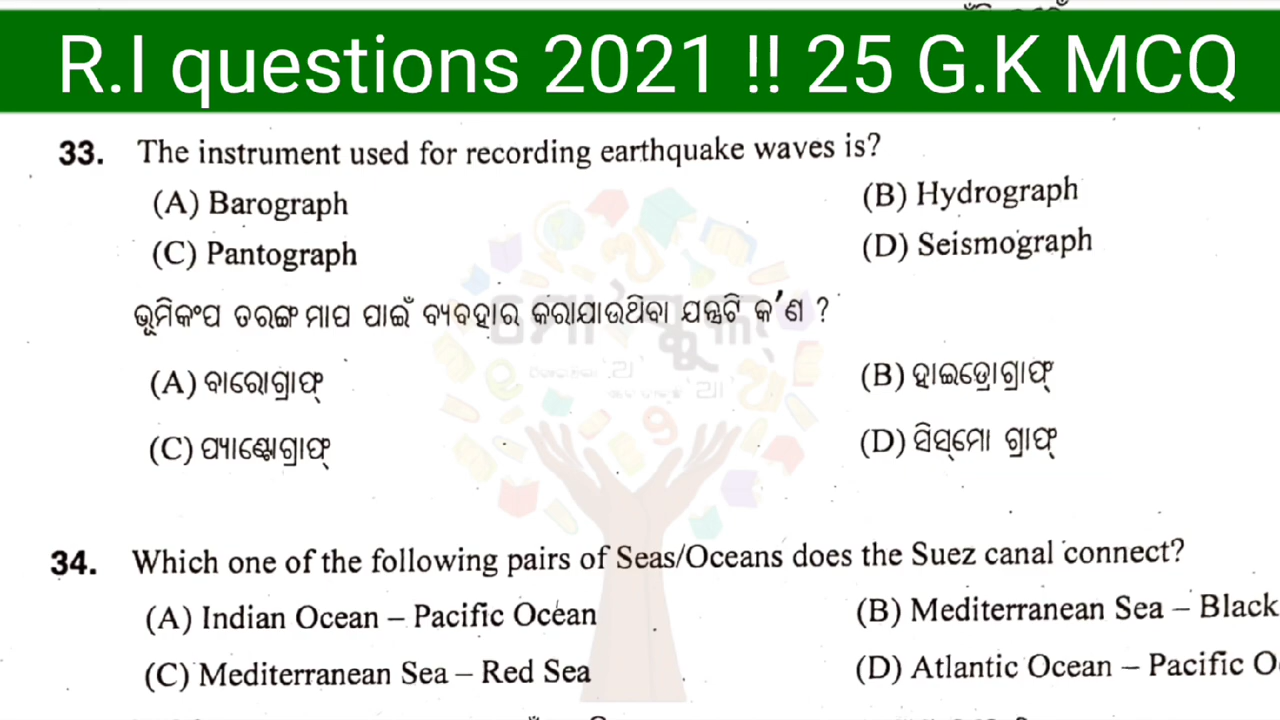 R.I questions 2021 !! 25 G.K MCQ
33. The instrument used for recording earthquake waves is?
(A) Barograph (B) Hydrograph
(C) Pantograph (D) Seismograph
ଭୂମିକଂପ ତରଙ୍ଗ ମାପ ପାଇଁ ବ୍ୟବହାର କରାଯାଉଥିବା ଯନ୍ତ୍ରଟି କ'ଣ ?
(A) ବାରୋଗ୍ରାଫ୍ (B) ହାଇଡ୍ରୋଗ୍ରାଫ୍
(C) ପ୍ୟାଣ୍ଟୋଗ୍ରାଫ୍ (D) ସିସ୍‌ମୋ ଗ୍ରାଫ୍
34. Which one of the following pairs of Seas/Oceans does the Suez canal connect?
(A) Indian Ocean – Pacific Ocean (B) Mediterranean Sea – Black
(C) Mediterranean Sea – Red Sea (D) Atlantic Ocean – Pacific O